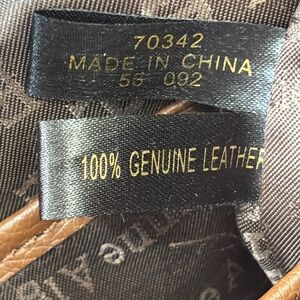 70342
MADE IN CHINA
58 092
100% GENUINE LEATHER